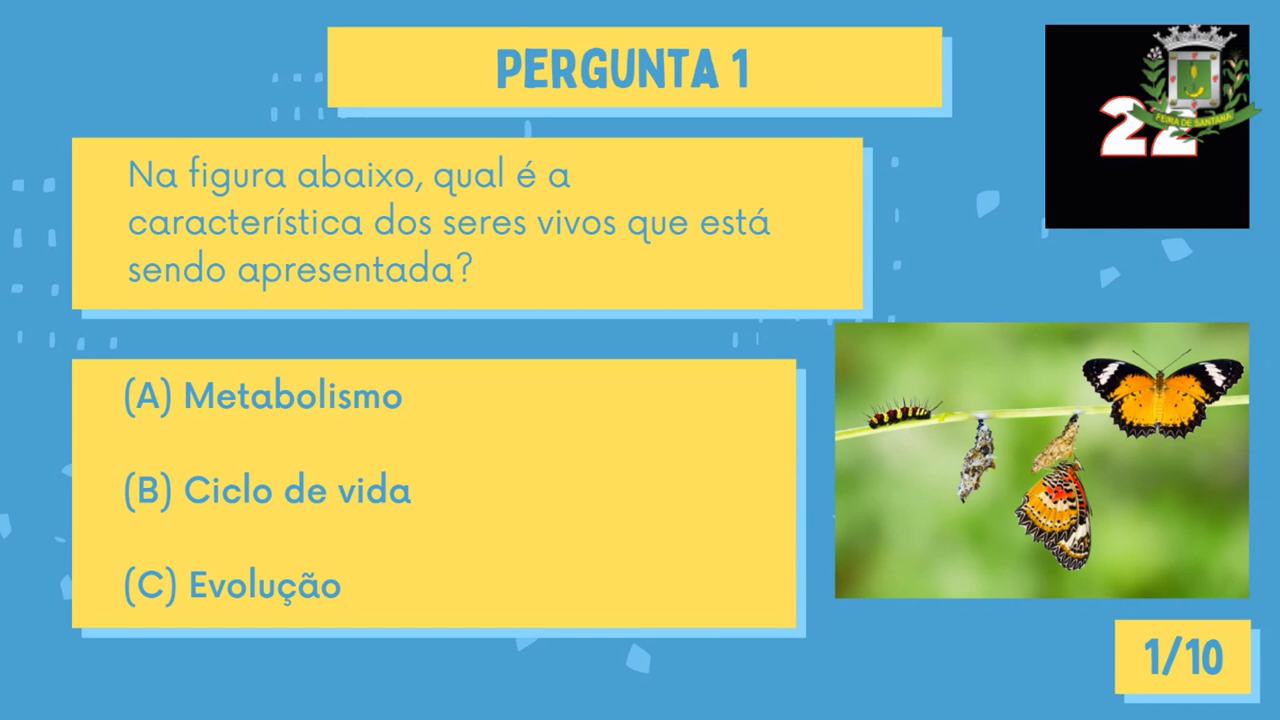 PERGUNTA 1
22
FEIRA DE SANTANA
Na figura abaixo, qual é a
característica dos seres vivos que está
sendo apresentada?
(A) Metabolismo
(B) Ciclo de vida
(C) Evolução
1/10